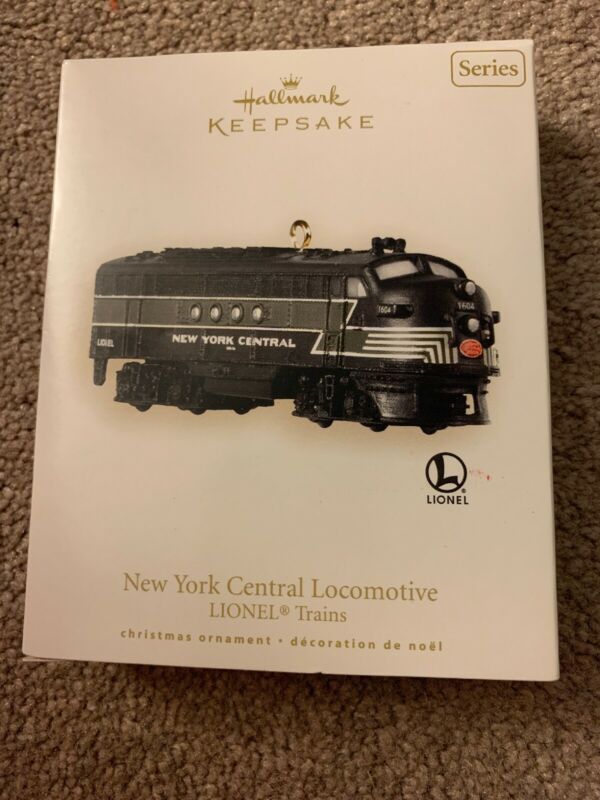 Series
Hallmark
KEEPSAKE
1604
1604
LIONEL
NEW YORK CENTRAL
L
LIONEL®
New York Central Locomotive
LIONEL® Trains
christmas ornament • décoration de noël